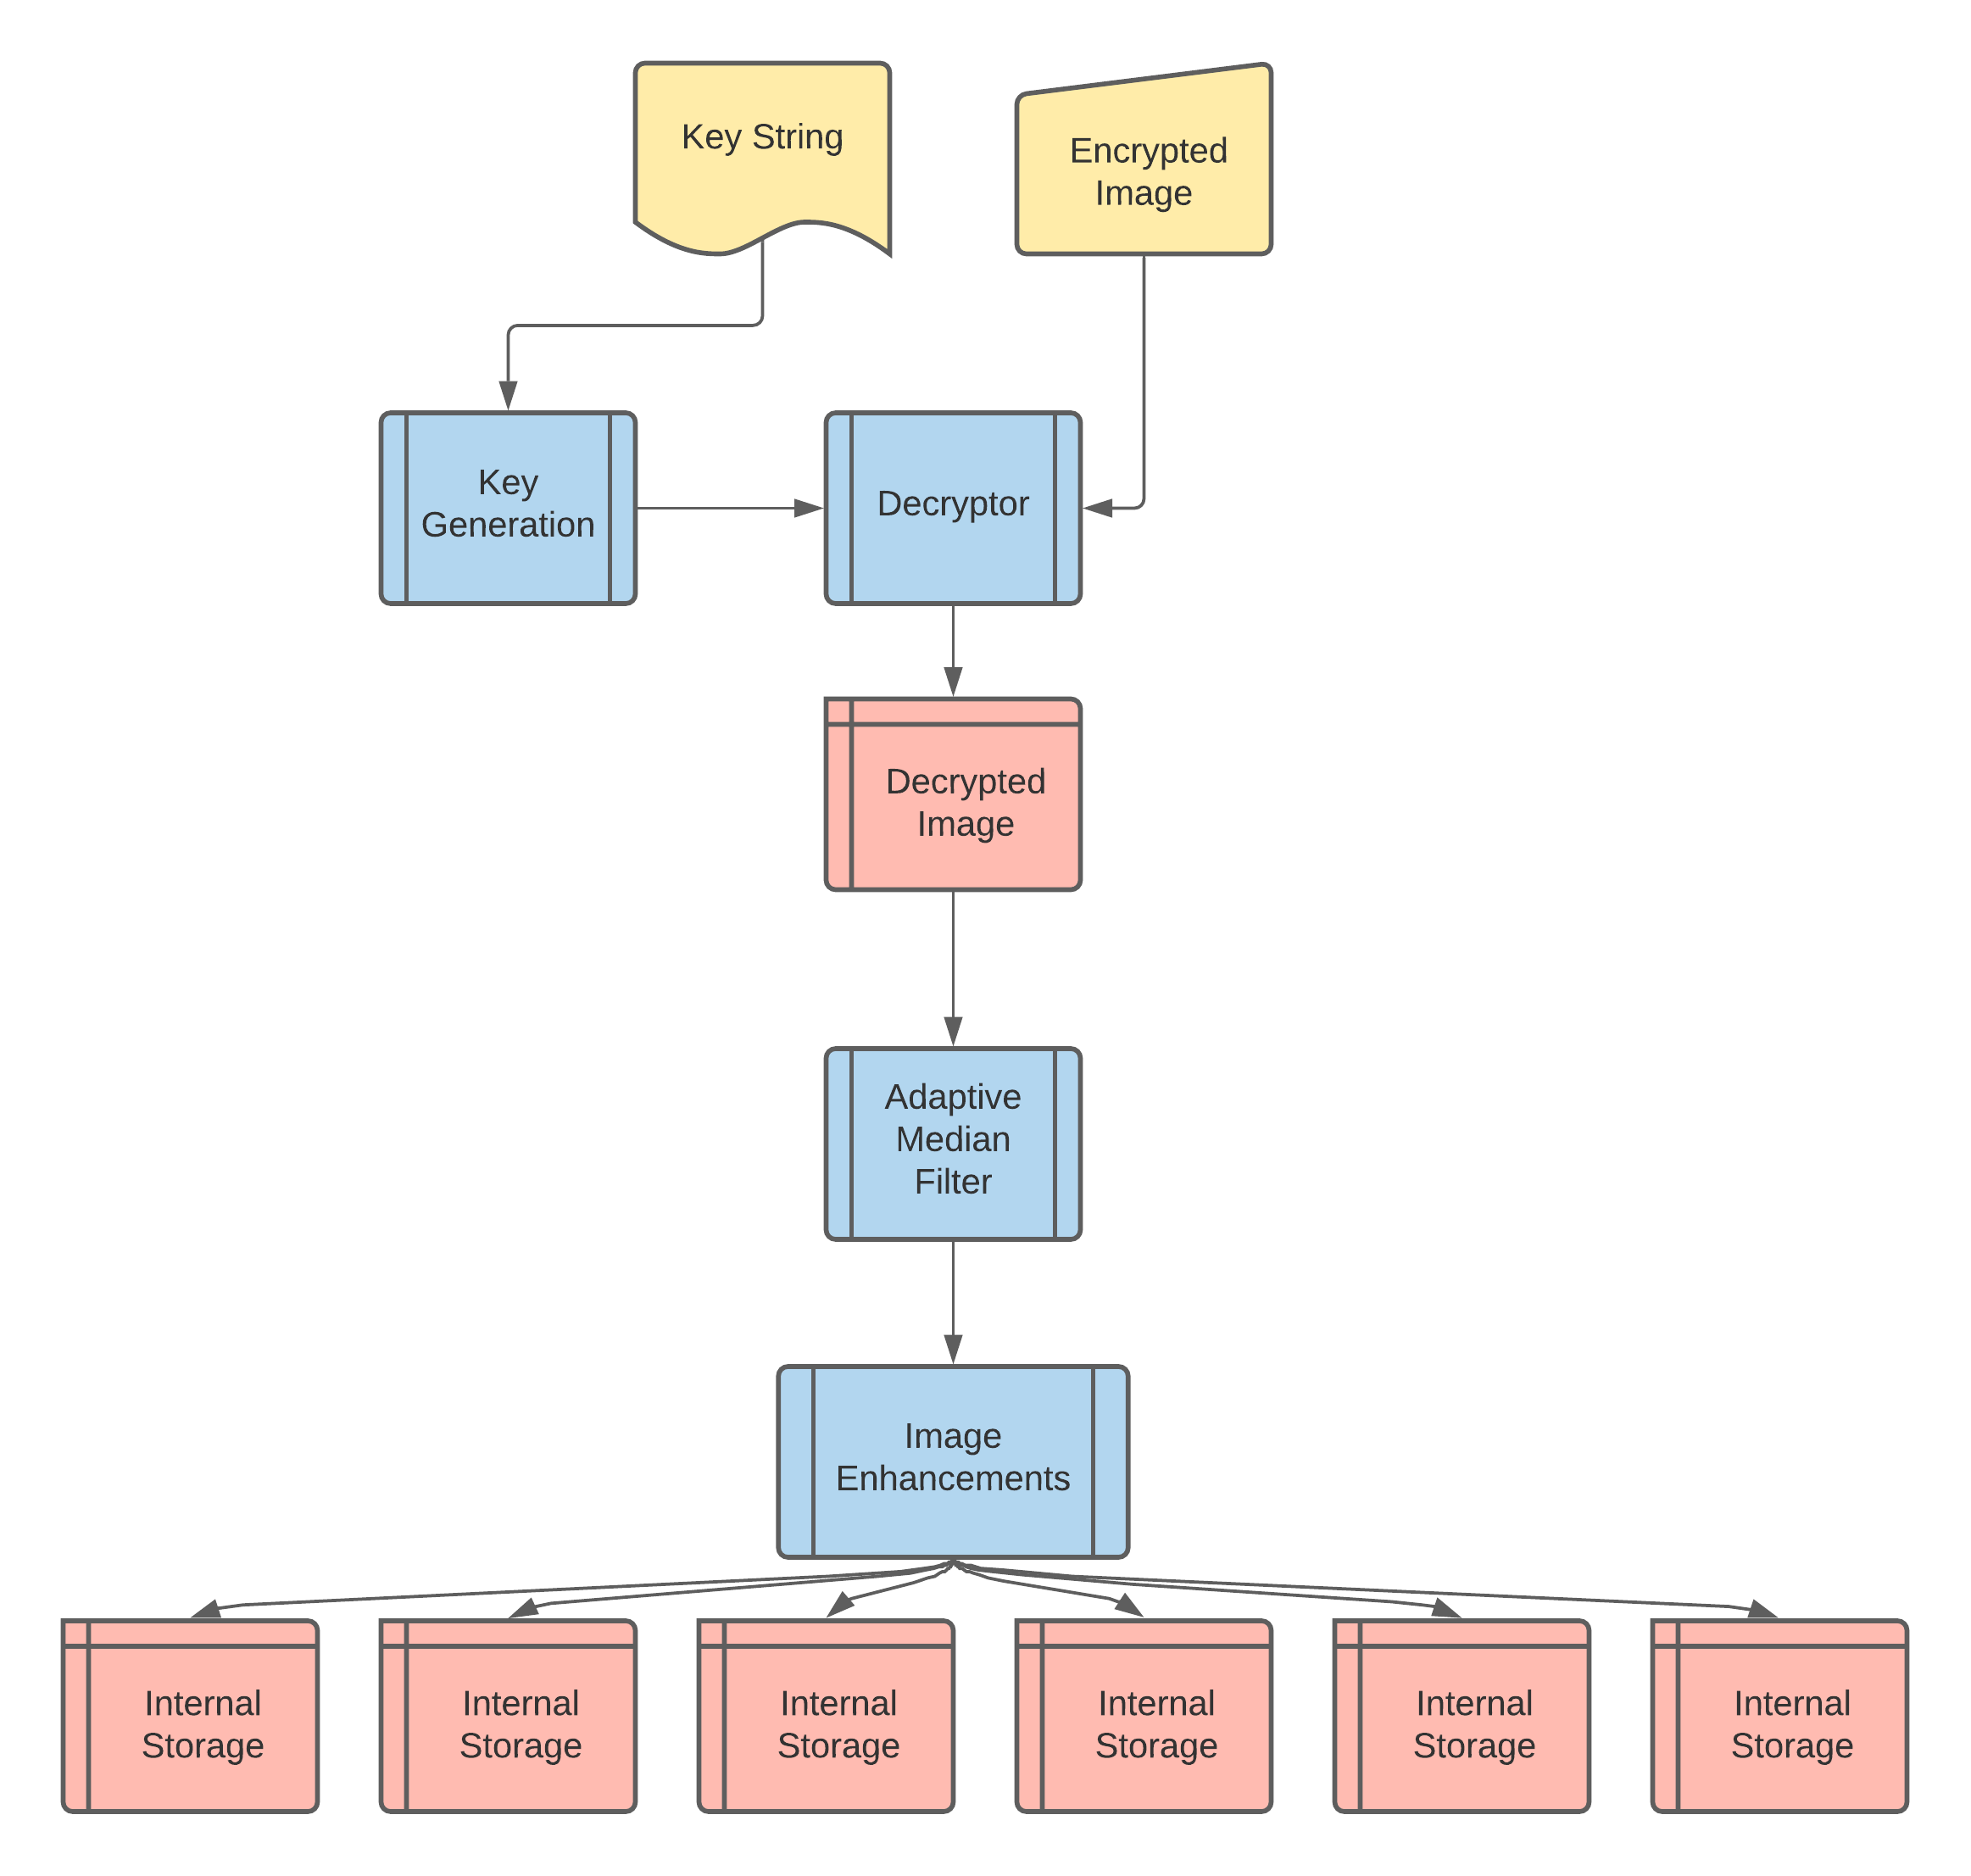 Key String
Encrypted
Image
Key
Generation
Decryptor
Decrypted
Image
Adaptive
Median
Filter
Image
Enhancements
Internal
Storage
Internal
Storage
Internal
Storage
Internal
Storage
Internal
Storage
Internal
Storage